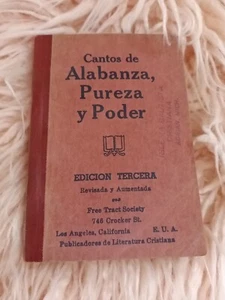 Cantos de
Alabanza,
Pureza
y Poder
EDICION TERCERA
Revisada y Aumentada
Free Tract Society
746 Crocker St.
Los Angeles, California E. U. A.
Publicadores de Literatura Cristiana